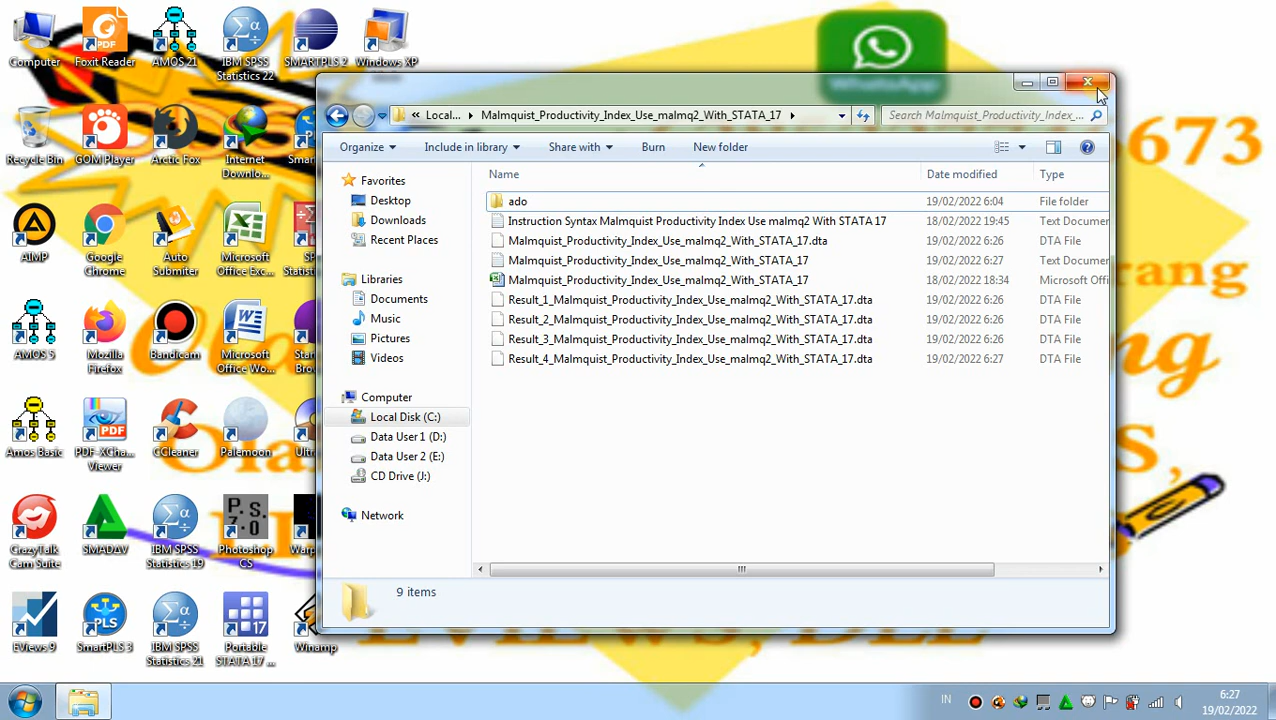 Computer
Foxit Reader
AMOS 21
IBM SPSS
Statistics 22
SMARTPLS 2
Windows XP
Recycle Bin
GOM Player
Arctic Fox
Internet
Downlo...
AIMP
Google
Chrome
Auto
Submiter
Microsoft
Office Exc...
AMOS 5
Mozilla
Firefox
Bandicam
Microsoft
Office Wo...
Amos Basic
PDF-XCha...
Viewer
CCleaner
Palemoon
CrazyTalk
Cam Suite
SMADAV
IBM SPSS
Statistics 19
Photoshop
CS
EViews 9
SmartPLS 3
IBM SPSS
Statistics 21
Portable
STATA 17 ...
Winamp
WhatsApp
673
« Local... ▸ Malmquist_Productivity_Index_Use_malmq2_With_STATA_17 ▸
Search Malmquist_Productivity_Index_...
Organize Include in library Share with Burn New folder
Favorites
Desktop
Downloads
Recent Places
Libraries
Documents
Music
Pictures
Videos
Computer
Local Disk (C:)
Data User 1 (D:)
Data User 2 (E:)
CD Drive (J:)
Network
Name Date modified Type
ado 19/02/2022 6:04 File folder
Instruction Syntax Malmquist Productivity Index Use malmq2 With STATA 17 18/02/2022 19:45 Text Docume
Malmquist_Productivity_Index_Use_malmq2_With_STATA_17.dta 19/02/2022 6:26 DTA File
Malmquist_Productivity_Index_Use_malmq2_With_STATA_17 19/02/2022 6:27 Text Docume
Malmquist_Productivity_Index_Use_malmq2_With_STATA_17 18/02/2022 18:34 Microsoft Offi
Result_1_Malmquist_Productivity_Index_Use_malmq2_With_STATA_17.dta 19/02/2022 6:26 DTA File
Result_2_Malmquist_Productivity_Index_Use_malmq2_With_STATA_17.dta 19/02/2022 6:26 DTA File
Result_3_Malmquist_Productivity_Index_Use_malmq2_With_STATA_17.dta 19/02/2022 6:26 DTA File
Result_4_Malmquist_Productivity_Index_Use_malmq2_With_STATA_17.dta 19/02/2022 6:27 DTA File
9 items
EVIEWS, DLL
IN
6:27
19/02/2022